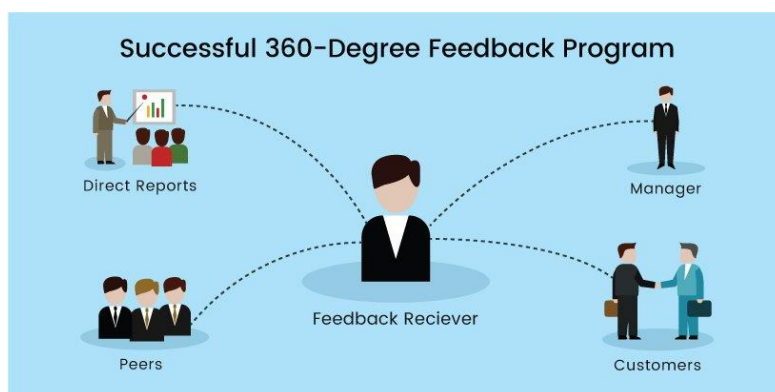 Successful 360-Degree Feedback Program
Direct Reports
Manager
Feedback Reciever
Peers
Customers